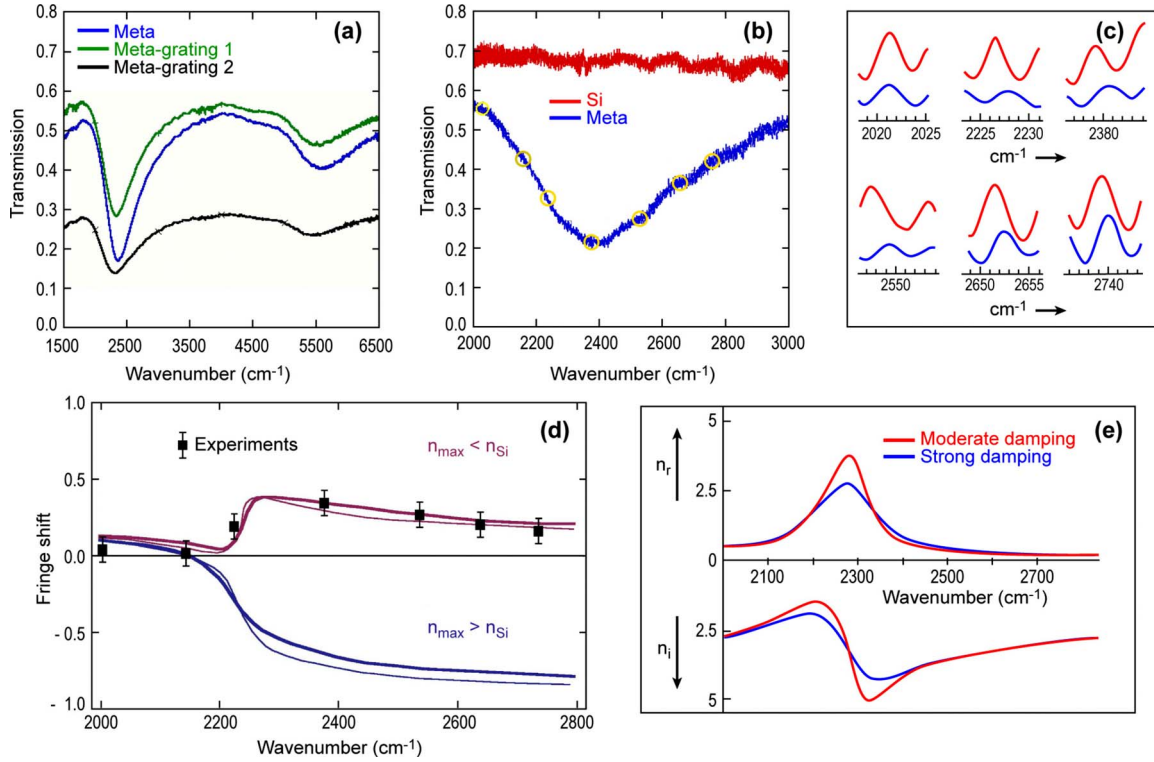 (a)
Meta
Meta-grating 1
Meta-grating 2
0.8
0.7
0.6
0.5
0.4
0.3
0.2
0.1
0.0
Transmission
1500 2500 3500 4500 5500 6500
Wavenumber (cm⁻¹)
(b)
Si
Meta
0.8
0.7
0.6
0.5
0.4
0.3
0.2
0.1
0.0
Transmission
2000 2200 2400 2600 2800 3000
Wavenumber (cm⁻¹)
(c)
2020 2025
2225 2230
2380
cm⁻¹
2550
2650 2655
2740
cm⁻¹
(d)
Experiments
n_max < n_Si
n_max > n_Si
1.0
0.5
0.0
- 0.5
- 1.0
Fringe shift
2000 2200 2400 2600 2800
Wavenumber (cm⁻¹)
(e)
Moderate damping
Strong damping
5
2.5
0
n_r
2100 2300 2500 2700
Wavenumber (cm⁻¹)
2.5
5
n_i